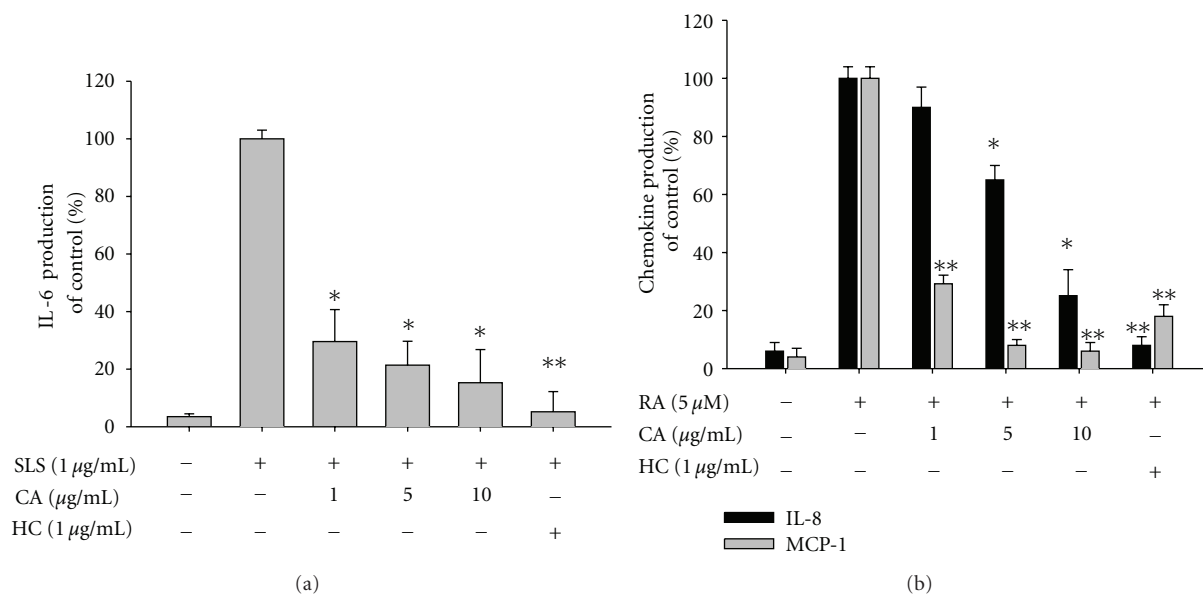 120
100
80
60
40
20
0
IL-6 production
of control (%)
*
*
*
**
SLS (1 μg/mL) − + + + + +
CA (μg/mL) − − 1 5 10 −
HC (1 μg/mL) − − − − − +
(a)
120
100
80
60
40
20
0
Chemokine production
of control (%)
**
*
**
*
**
**
**
RA (5 μM) − + + + + +
CA (μg/mL) − − 1 5 10 −
HC (1 μg/mL) − − − − − +
IL-8
MCP-1
(b)